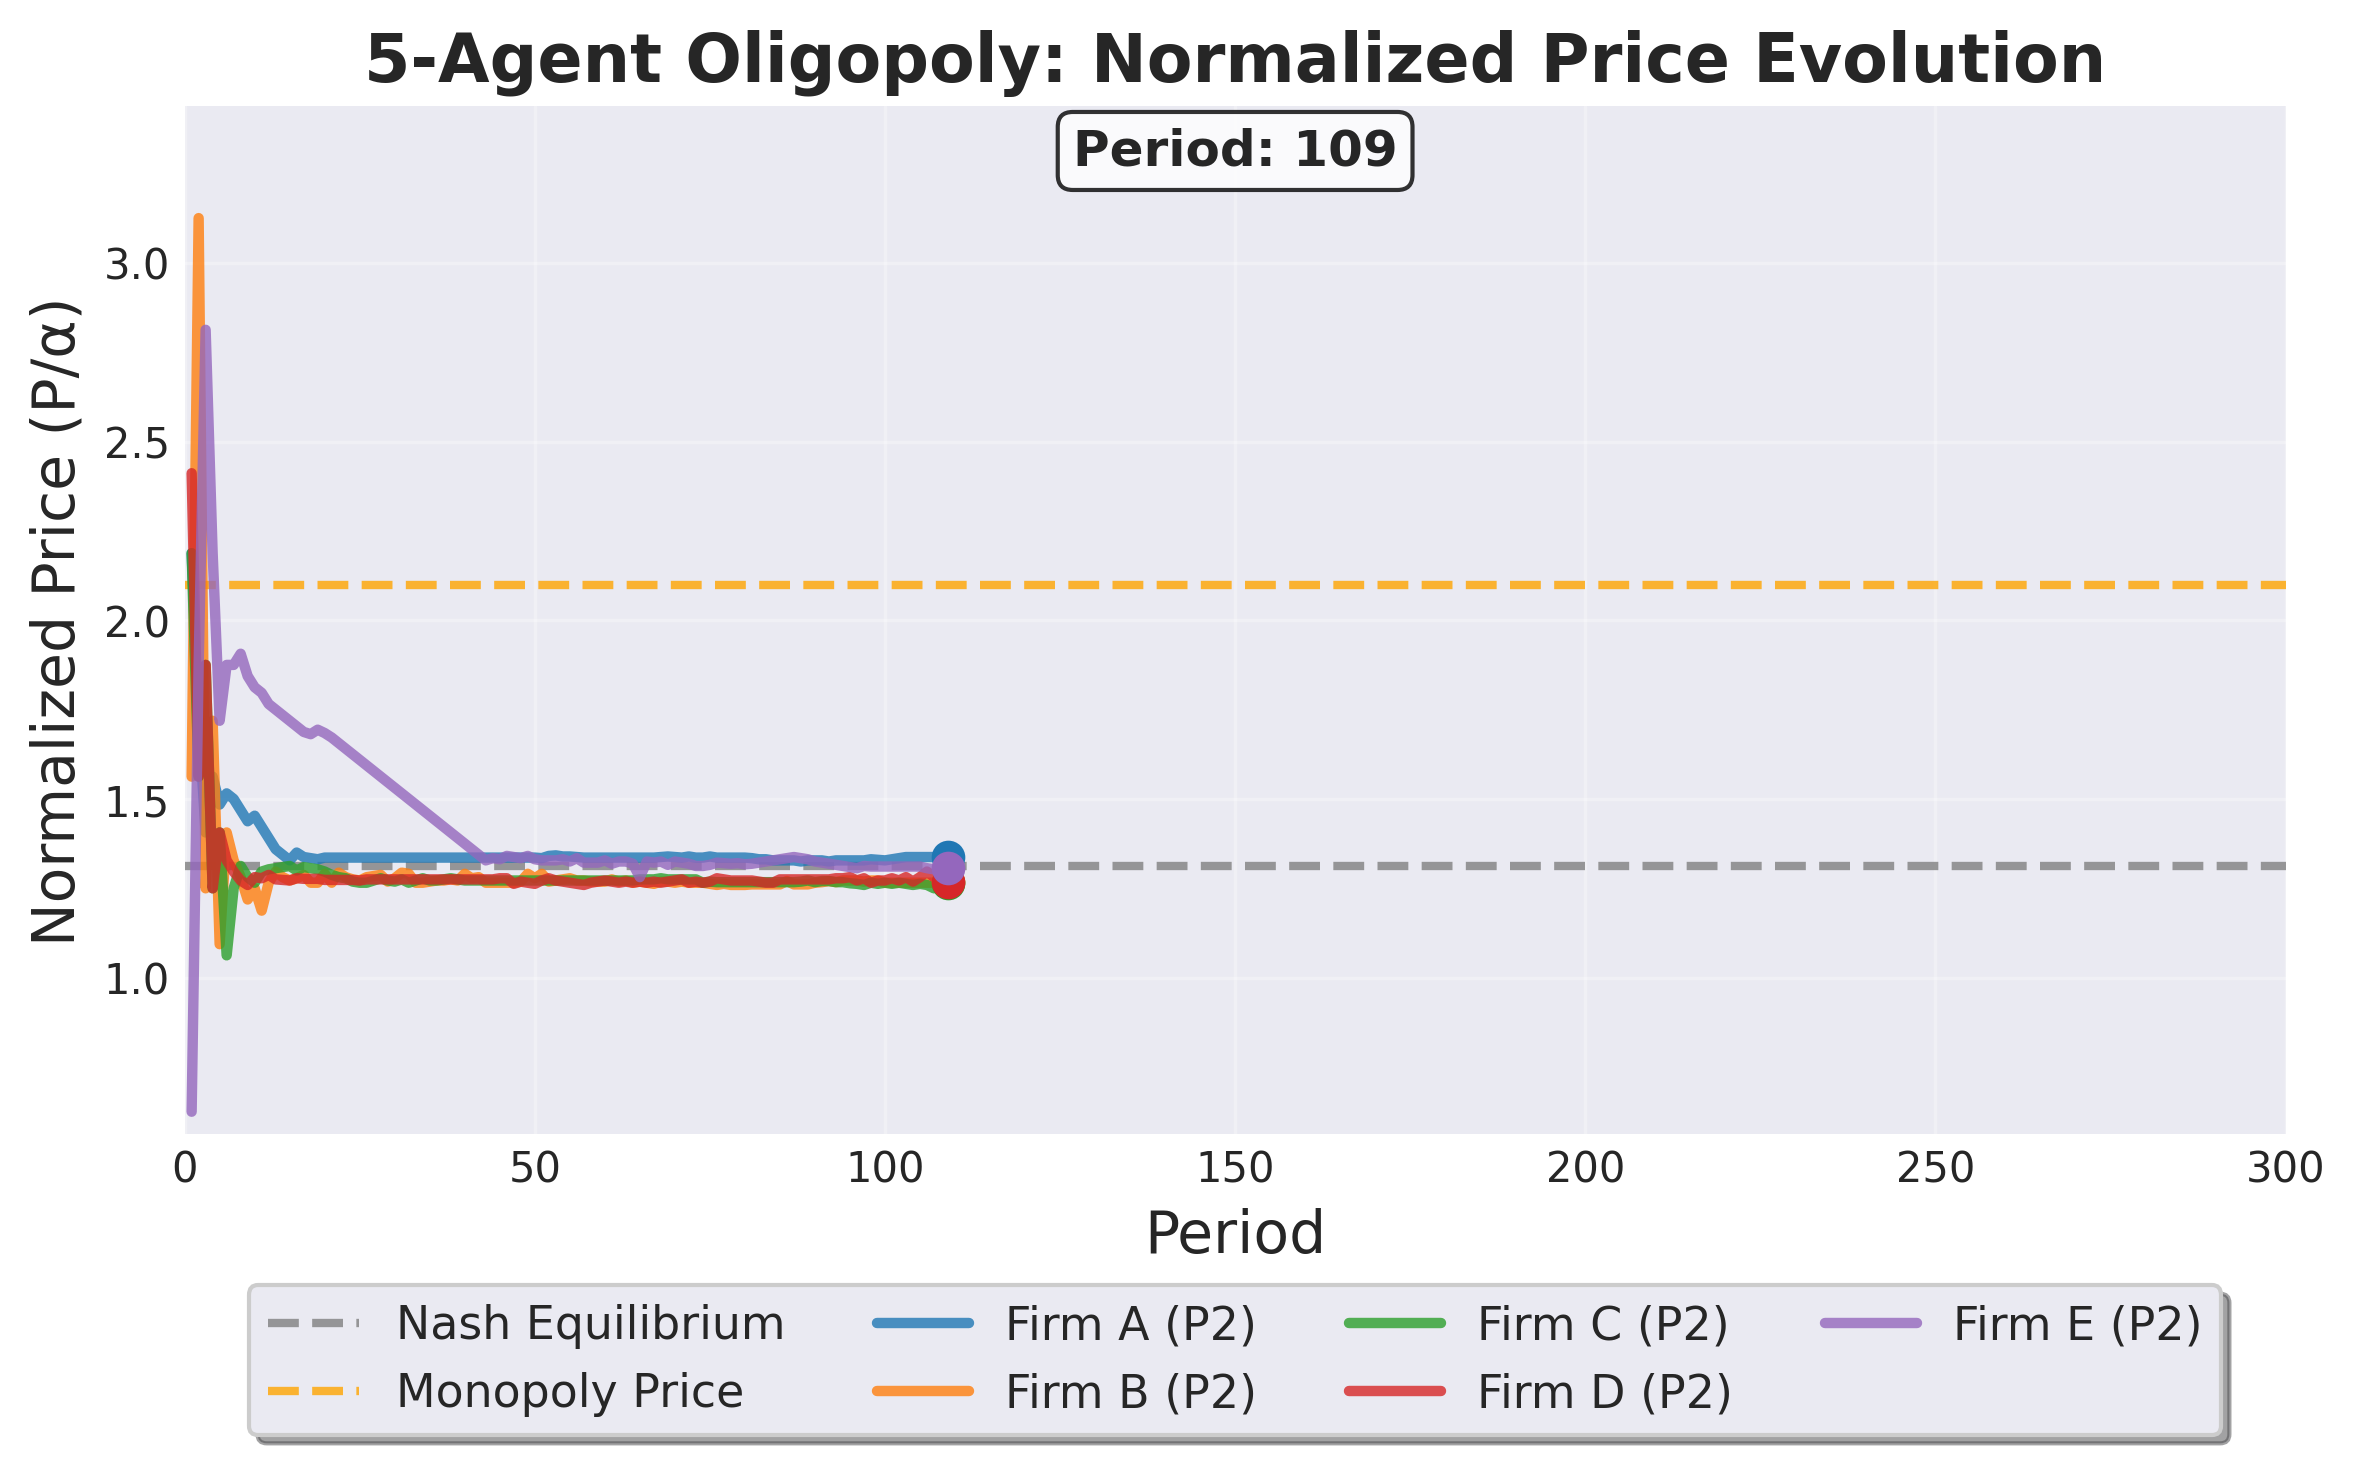 5-Agent Oligopoly: Normalized Price Evolution
Period: 109
Normalized Price (P/α)
3.0
2.5
2.0
1.5
1.0
0 50 100 150 200 250 300
Period
Nash Equilibrium Firm A (P2) Firm C (P2) Firm E (P2)
Monopoly Price Firm B (P2) Firm D (P2)